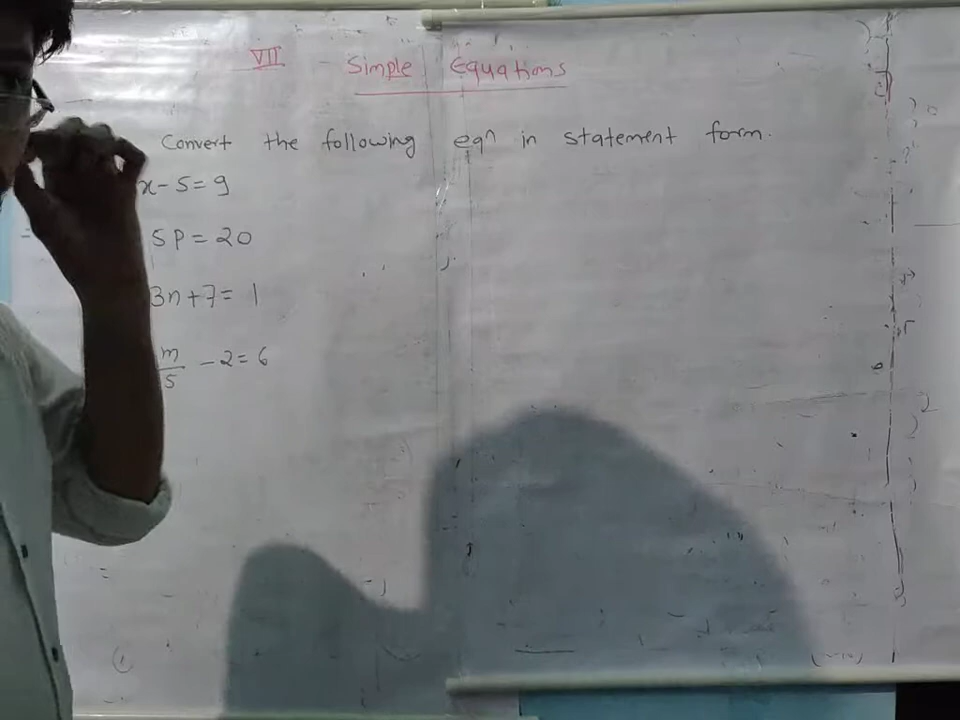 VII Simple Equations
Convert the following eqn in statement form.
x - 5 = 9
5P = 20
3n + 7 = 1
m/5 - 2 = 6